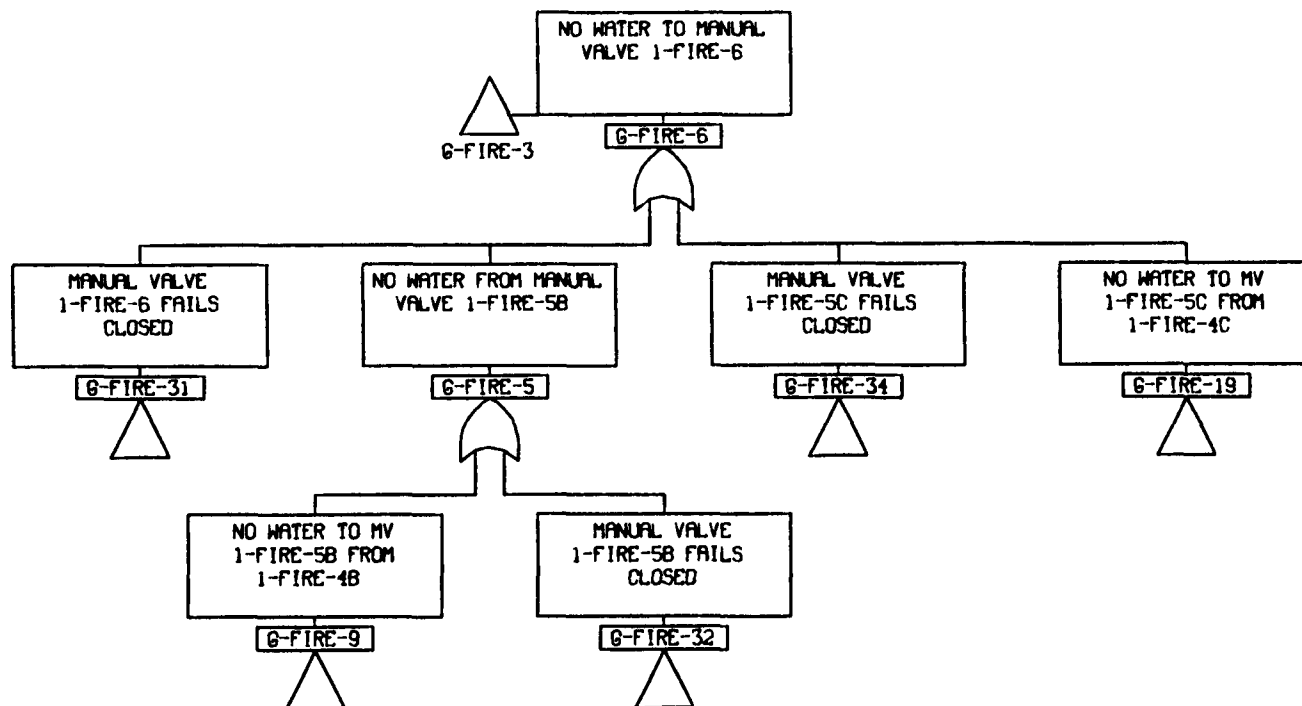 NO WATER TO MANUAL
VALVE 1-FIRE-6
G-FIRE-3
G-FIRE-6
MANUAL VALVE
1-FIRE-6 FAILS
CLOSED
G-FIRE-31
NO WATER FROM MANUAL
VALVE 1-FIRE-5B
G-FIRE-5
MANUAL VALVE
1-FIRE-5C FAILS
CLOSED
G-FIRE-34
NO WATER TO MV
1-FIRE-5C FROM
1-FIRE-4C
G-FIRE-19
NO WATER TO MV
1-FIRE-5B FROM
1-FIRE-4B
G-FIRE-9
MANUAL VALVE
1-FIRE-5B FAILS
CLOSED
G-FIRE-32